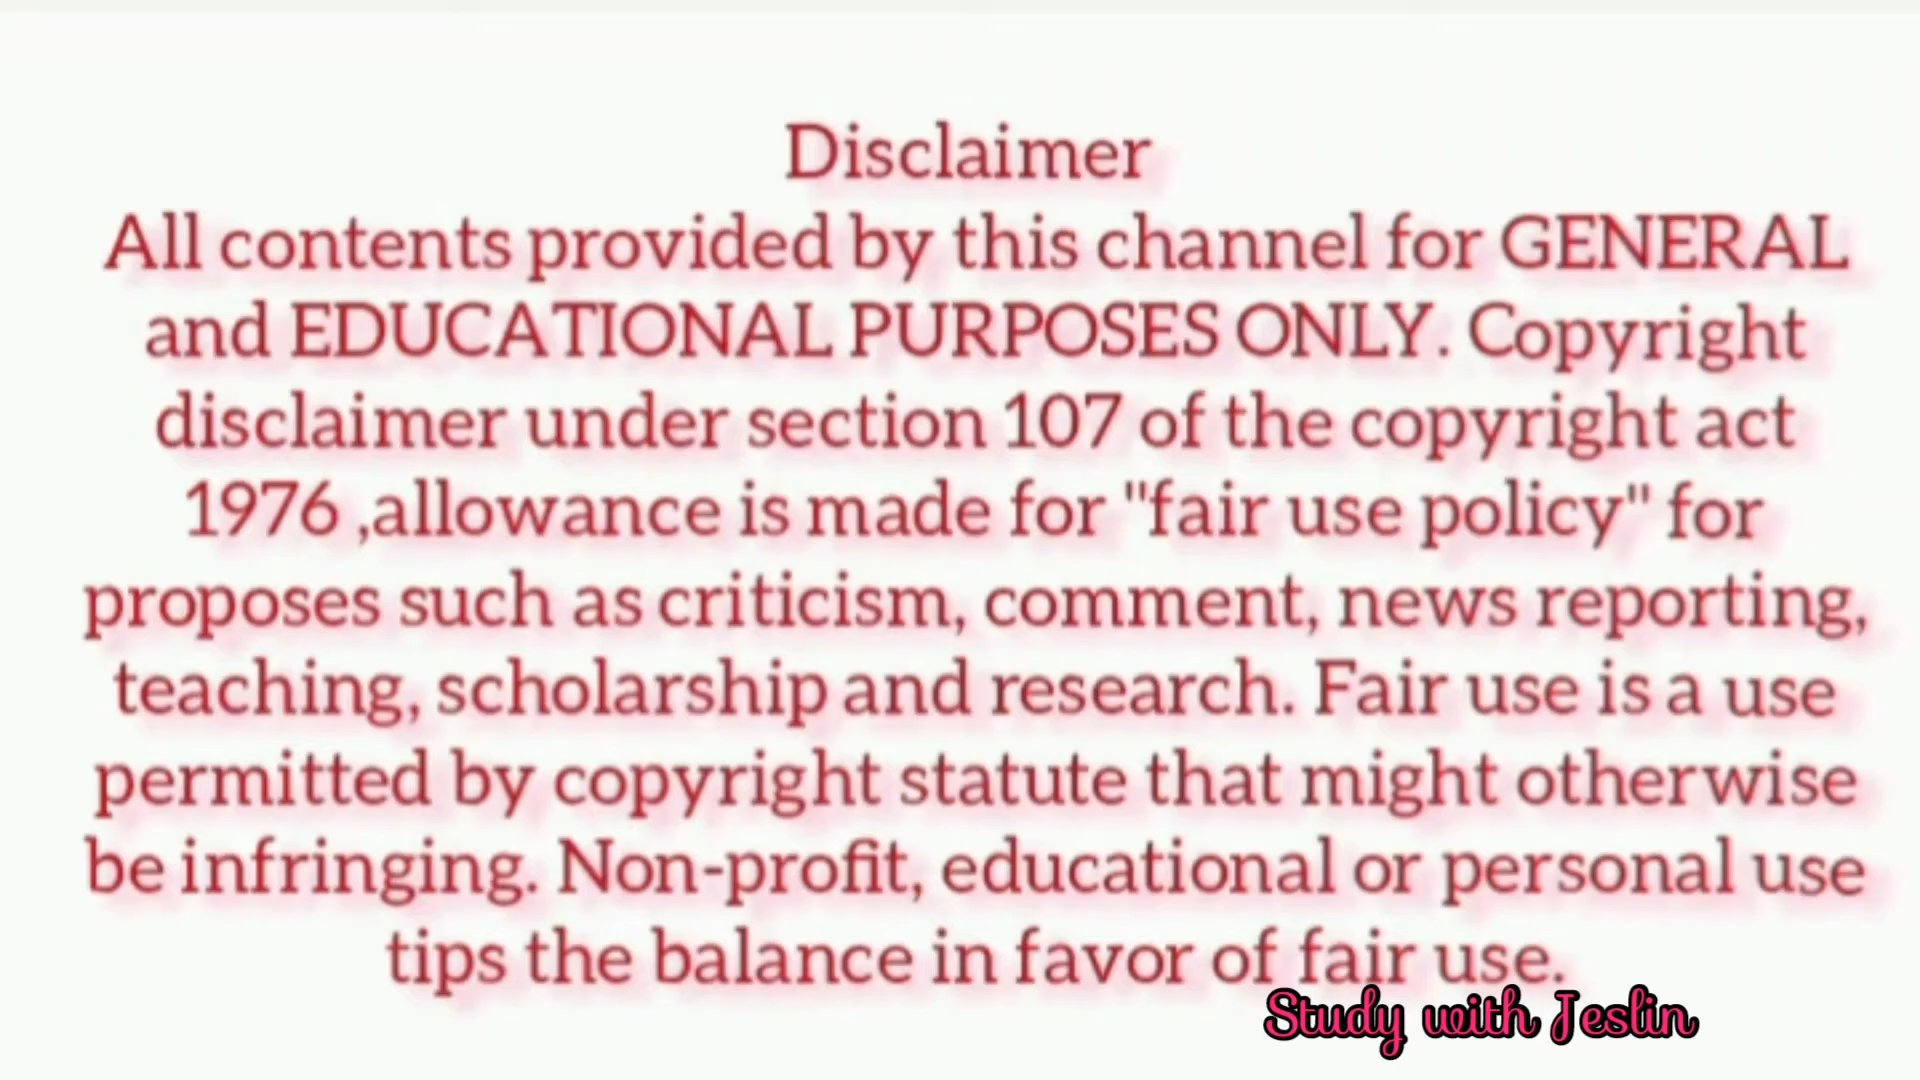 Disclaimer
All contents provided by this channel for GENERAL
and EDUCATIONAL PURPOSES ONLY. Copyright
disclaimer under section 107 of the copyright act
1976 ,allowance is made for "fair use policy" for
proposes such as criticism, comment, news reporting,
teaching, scholarship and research. Fair use is a use
permitted by copyright statute that might otherwise
be infringing. Non-profit, educational or personal use
tips the balance in favor of fair use.
Study with Jeslin